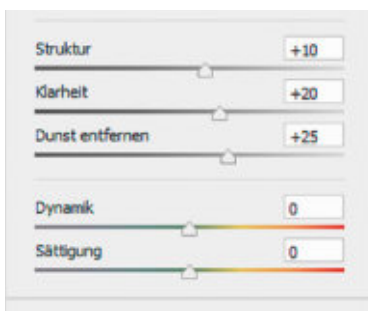 Struktur +10
Klarheit +20
Dunst entfernen +25
Dynamik 0
Sättigung 0